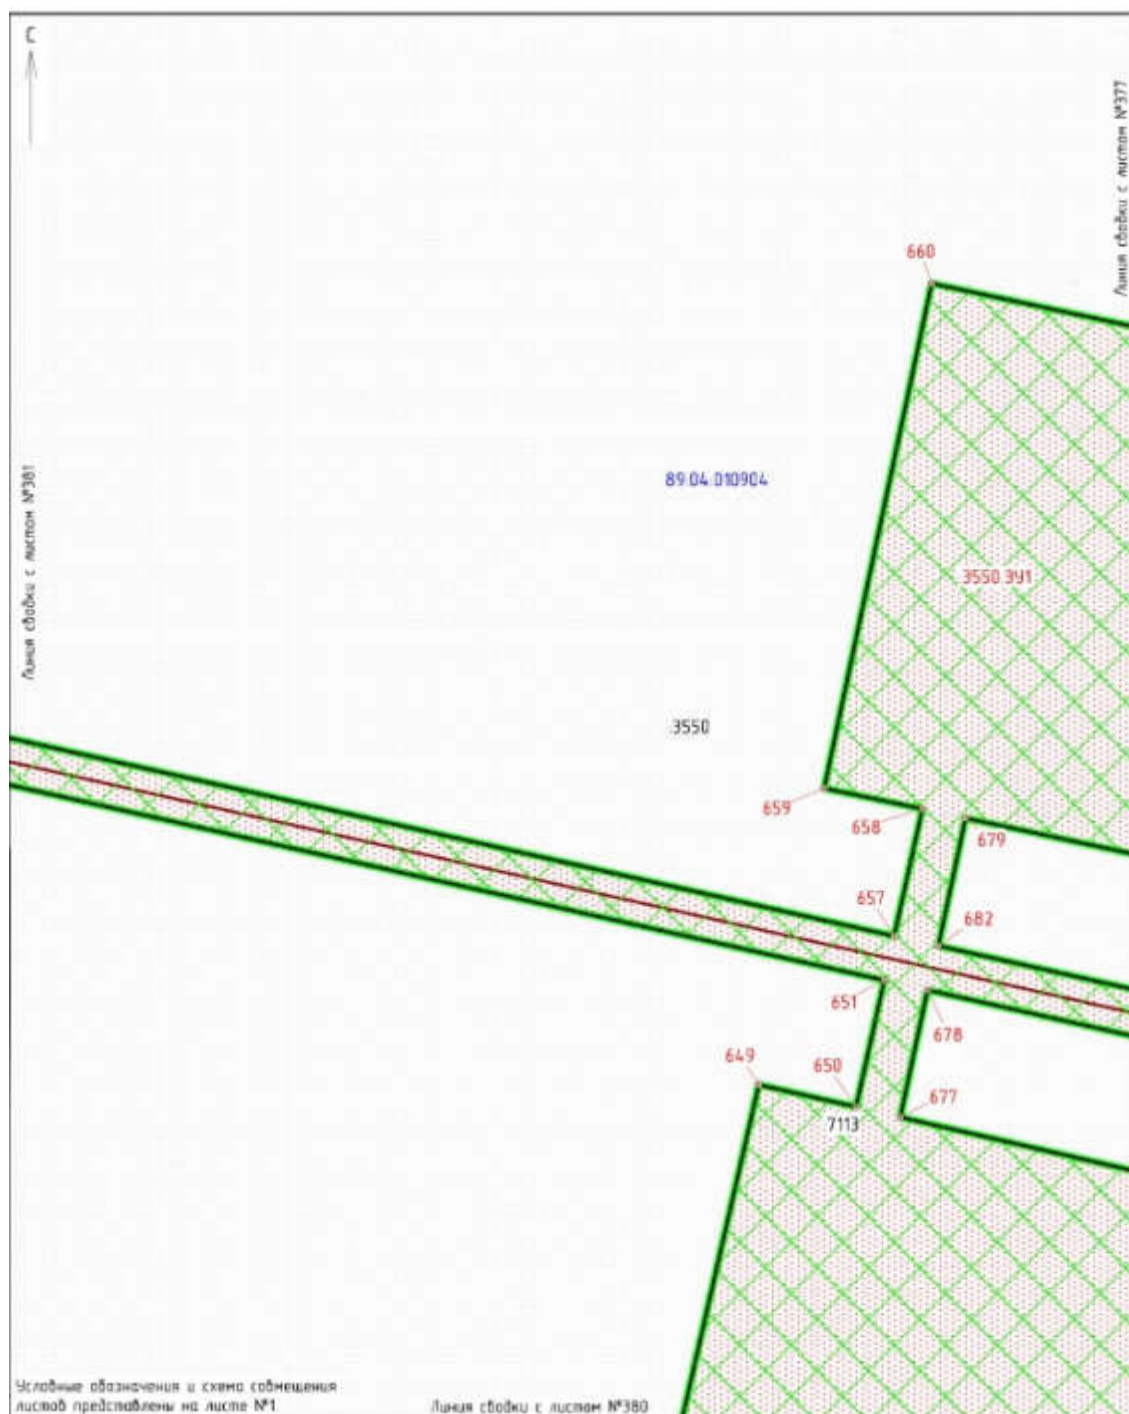 С
Линия сводки с листом №377
660
89:04:010904
Линия сводки с листом №381
3550.ЗУ1
:3550
659
658
679
657
682
651
678
649
650
677
7113
Условные обозначения и схема совмещения
листов представлены на листе №1
Линия сводки с листом №380